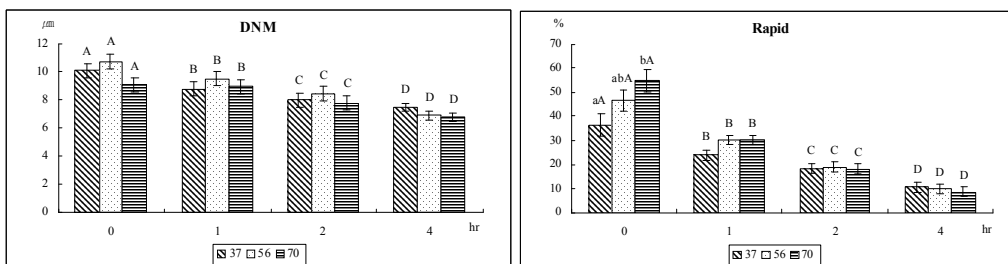 ㎛ DNM
12
10
8
6
4
2
0
A A A B B B C C C D D D
0 1 2 4 hr
37 56 70
% Rapid
70
60
50
40
30
20
10
0
aA abA bA B B B C C C D D D
0 1 2 4 hr
37 56 70